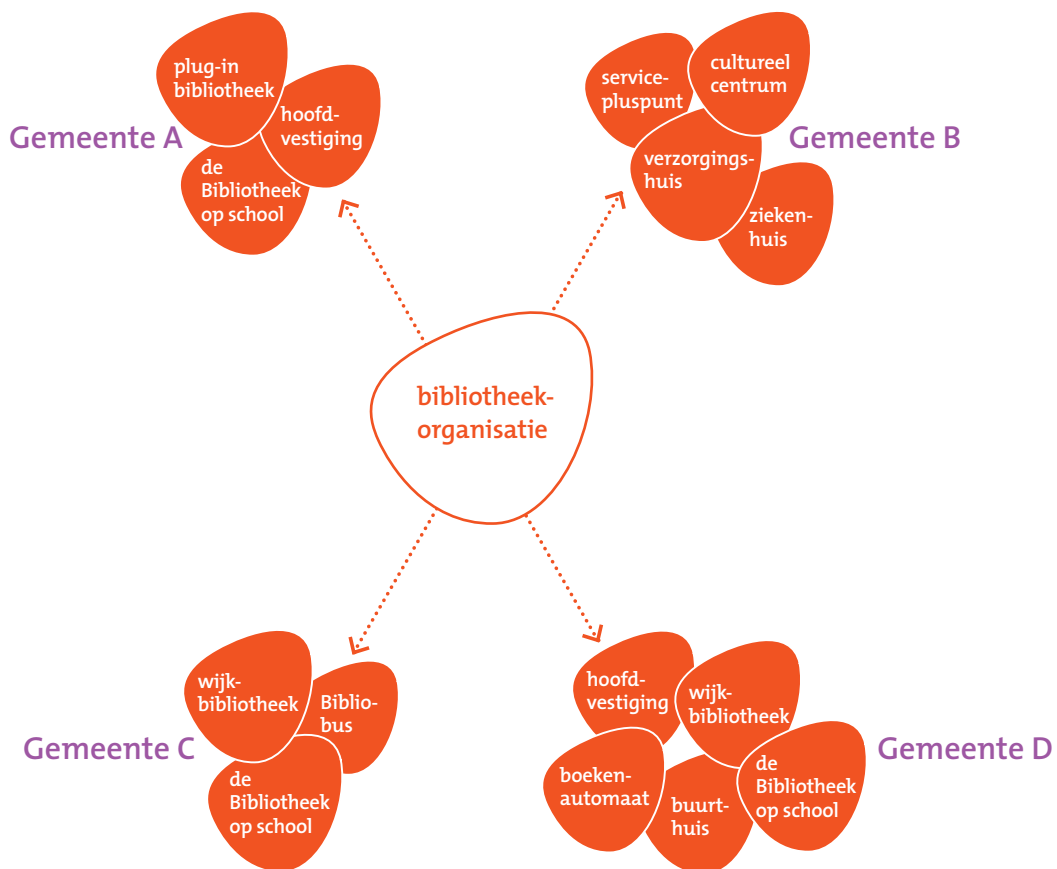 Gemeente A
plug-in
bibliotheek
hoofd-
vestiging
de
Bibliotheek
op school
service-
pluspunt
cultureel
centrum
Gemeente B
verzorgings-
huis
zieken-
huis
bibliotheek-
organisatie
wijk-
bibliotheek
Biblio-
bus
Gemeente C
de
Bibliotheek
op school
hoofd-
vestiging
wijk-
bibliotheek
Gemeente D
boeken-
automaat
buurt-
huis
de
Bibliotheek
op school